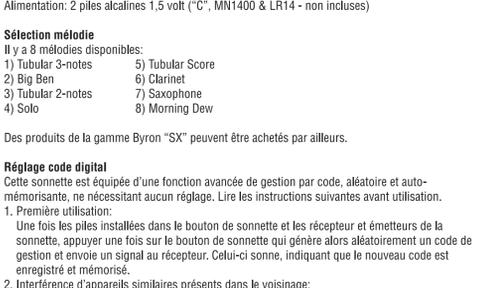 Alimentation: 2 piles alcalines 1,5 volt (“C”, MN1400 & LR14 - non incluses)
Sélection mélodie
Il y a 8 mélodies disponibles:
1) Tubular 3-notes 5) Tubular Score
2) Big Ben 6) Clarinet
3) Tubular 2-notes 7) Saxophone
4) Solo 8) Morning Dew
Des produits de la gamme Byron “SX” peuvent être achetés par ailleurs.
Réglage code digital
Cette sonnette est équipée d’une fonction avancée de gestion par code, aléatoire et auto-
mémorisante, ne nécessitant aucun réglage. Lire les instructions suivantes avant utilisation.
1. Première utilisation:
Une fois les piles installées dans le bouton de sonnette et les récepteur et émetteurs de la
sonnette, appuyer une fois sur le bouton de sonnette qui génère alors aléatoirement un code de
gestion et envoie un signal au récepteur. Celui-ci sonne, indiquant que le nouveau code est
enregistré et mémorisé.
2. Interférence d’appareils similaires présents dans le voisinage: